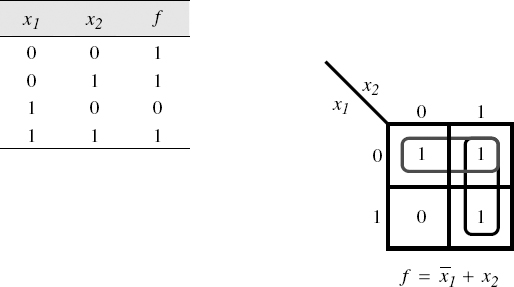 x₁ x₂ f
0 0 1
0 1 1
1 0 0
1 1 1
x₂
x₁
0 1
0 1 1
1 0 1
f = x̅₁ + x₂